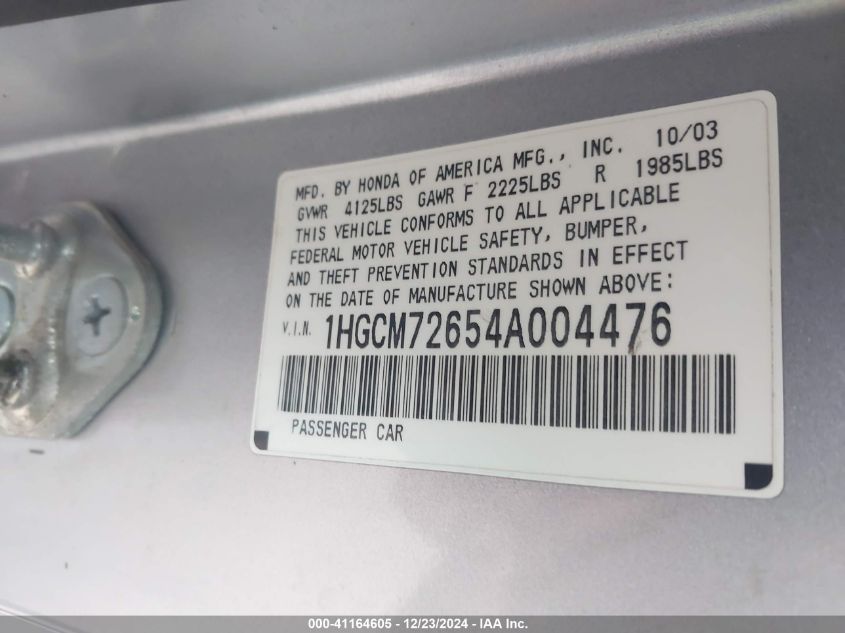 MFD. BY HONDA OF AMERICA MFG., INC. 10/03
GVWR 4125LBS GAWR F 2225LBS R 1985LBS
THIS VEHICLE CONFORMS TO ALL APPLICABLE
FEDERAL MOTOR VEHICLE SAFETY, BUMPER,
AND THEFT PREVENTION STANDARDS IN EFFECT
ON THE DATE OF MANUFACTURE SHOWN ABOVE:
V.I.N. 1HGCM72654A004476
PASSENGER CAR
000-41164605 - 12/23/2024 - IAA Inc.